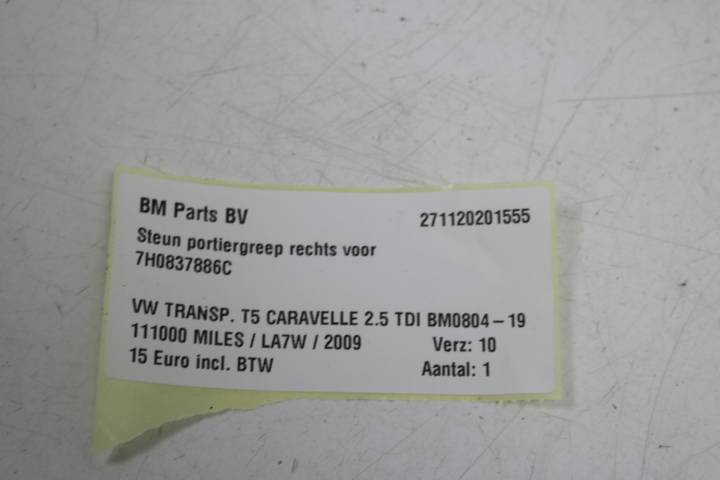 BM Parts BV 271120201555
Steun portiergreep rechts voor
7H0837886C
VW TRANSP. T5 CARAVELLE 2.5 TDI BM0804-19
111000 MILES / LA7W / 2009 Verz: 10
15 Euro incl. BTW Aantal: 1